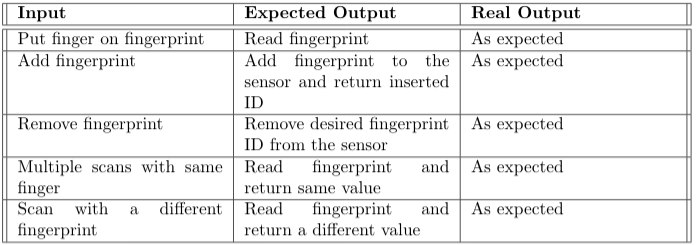 Input Expected Output Real Output
Put finger on fingerprint Read fingerprint As expected
Add fingerprint Add fingerprint to the As expected
sensor and return inserted
ID
Remove fingerprint Remove desired fingerprint As expected
ID from the sensor
Multiple scans with same Read fingerprint and As expected
finger return same value
Scan with a different Read fingerprint and As expected
fingerprint return a different value